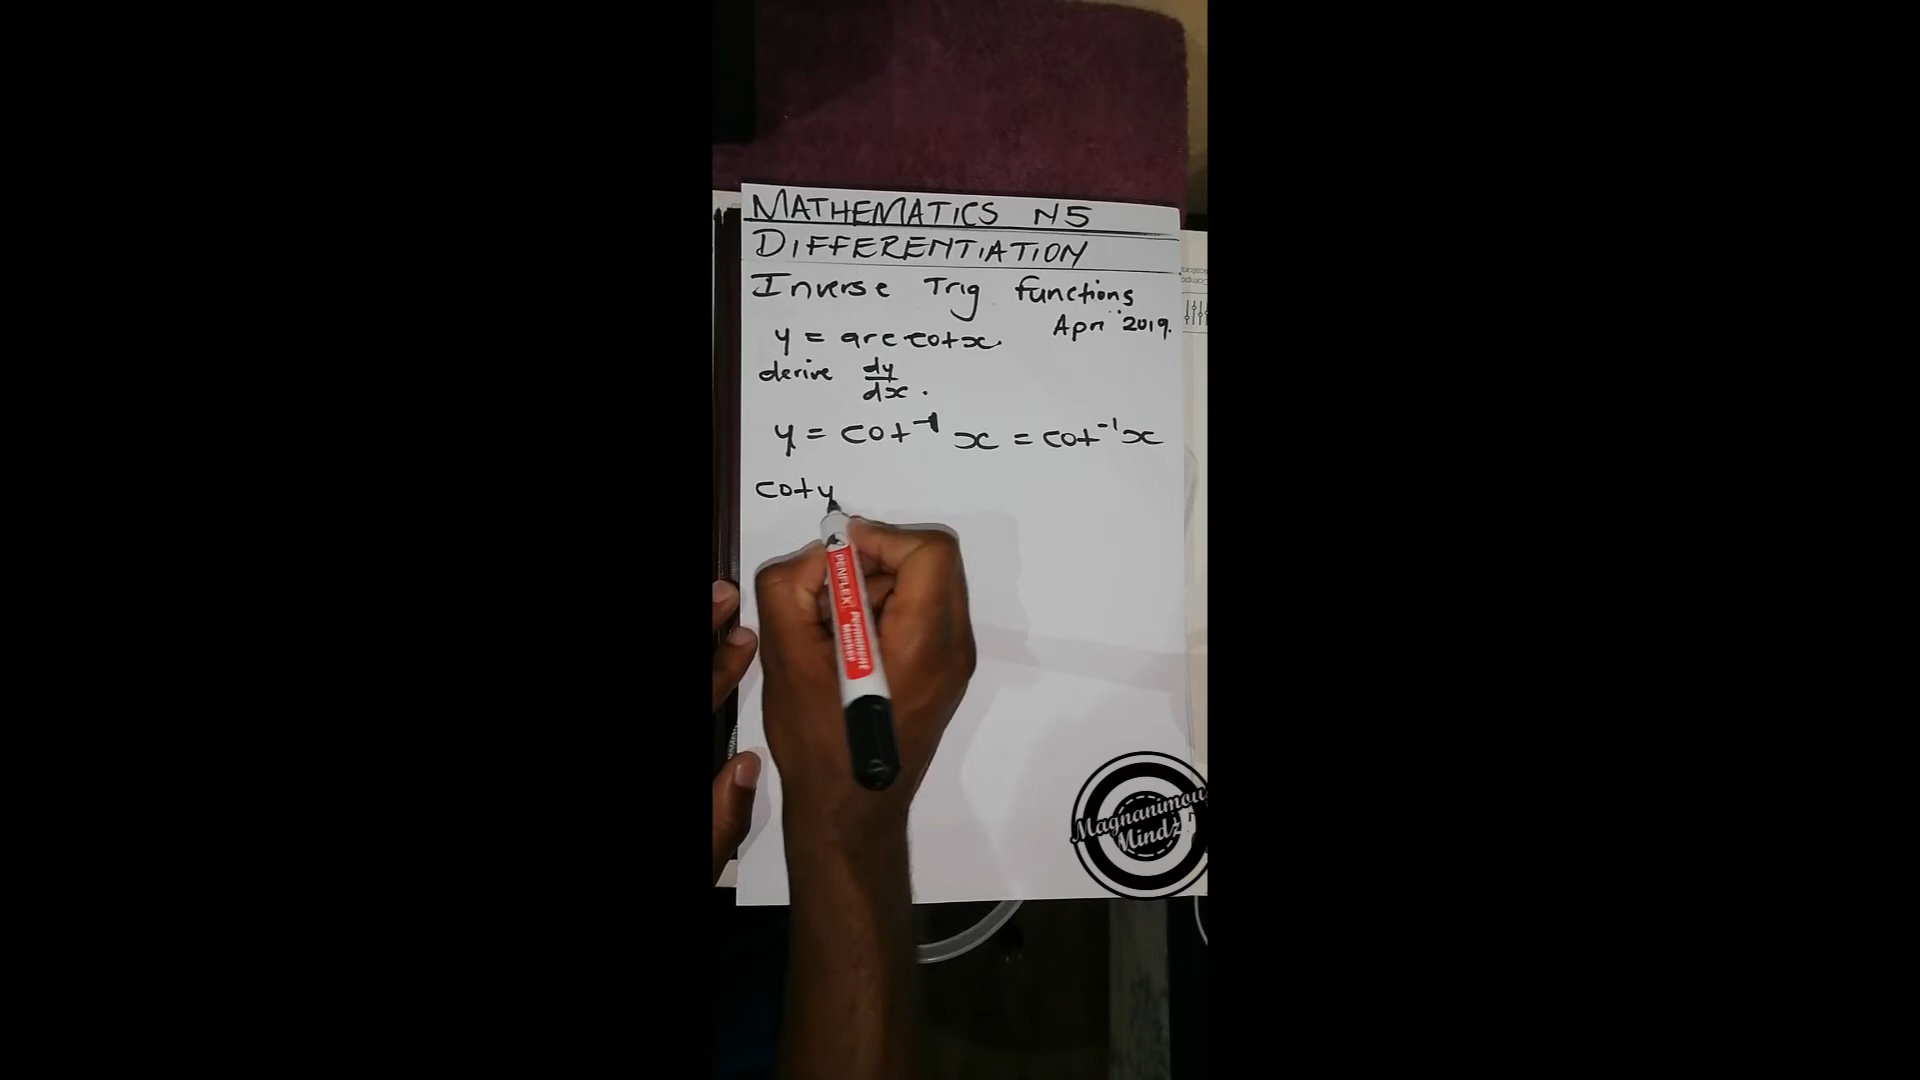 MATHEMATICS N5
DIFFERENTIATION
Inverse Trig functions
April 2019.
y = arc cot x.
derive dy/dx.
y = cot⁻¹ x = cot⁻¹ x
cot y
PENFLEX Permanent Marker
Magnanimous
Mindz